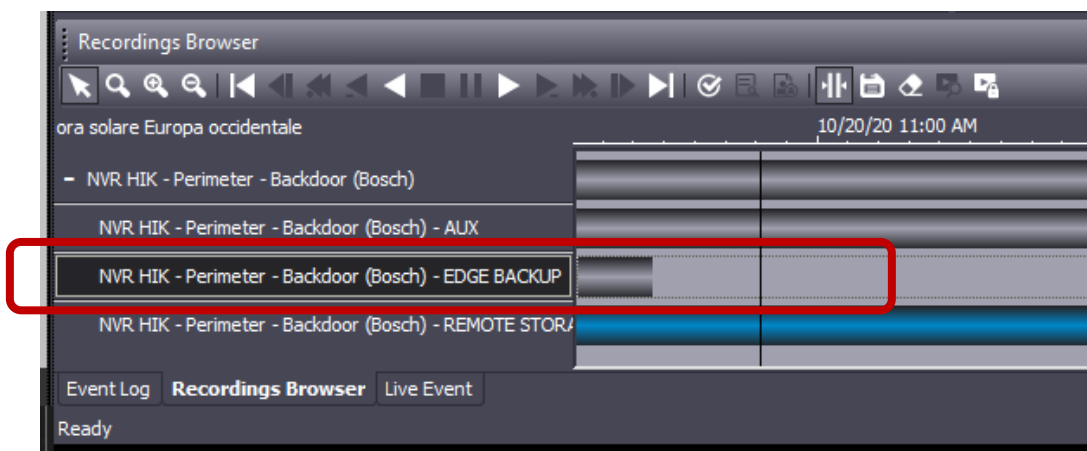 Recordings Browser
ora solare Europa occidentale
10/20/20 11:00 AM
− NVR HIK - Perimeter - Backdoor (Bosch)
NVR HIK - Perimeter - Backdoor (Bosch) - AUX
NVR HIK - Perimeter - Backdoor (Bosch) - EDGE BACKUP
NVR HIK - Perimeter - Backdoor (Bosch) - REMOTE STORA
Event Log Recordings Browser Live Event
Ready